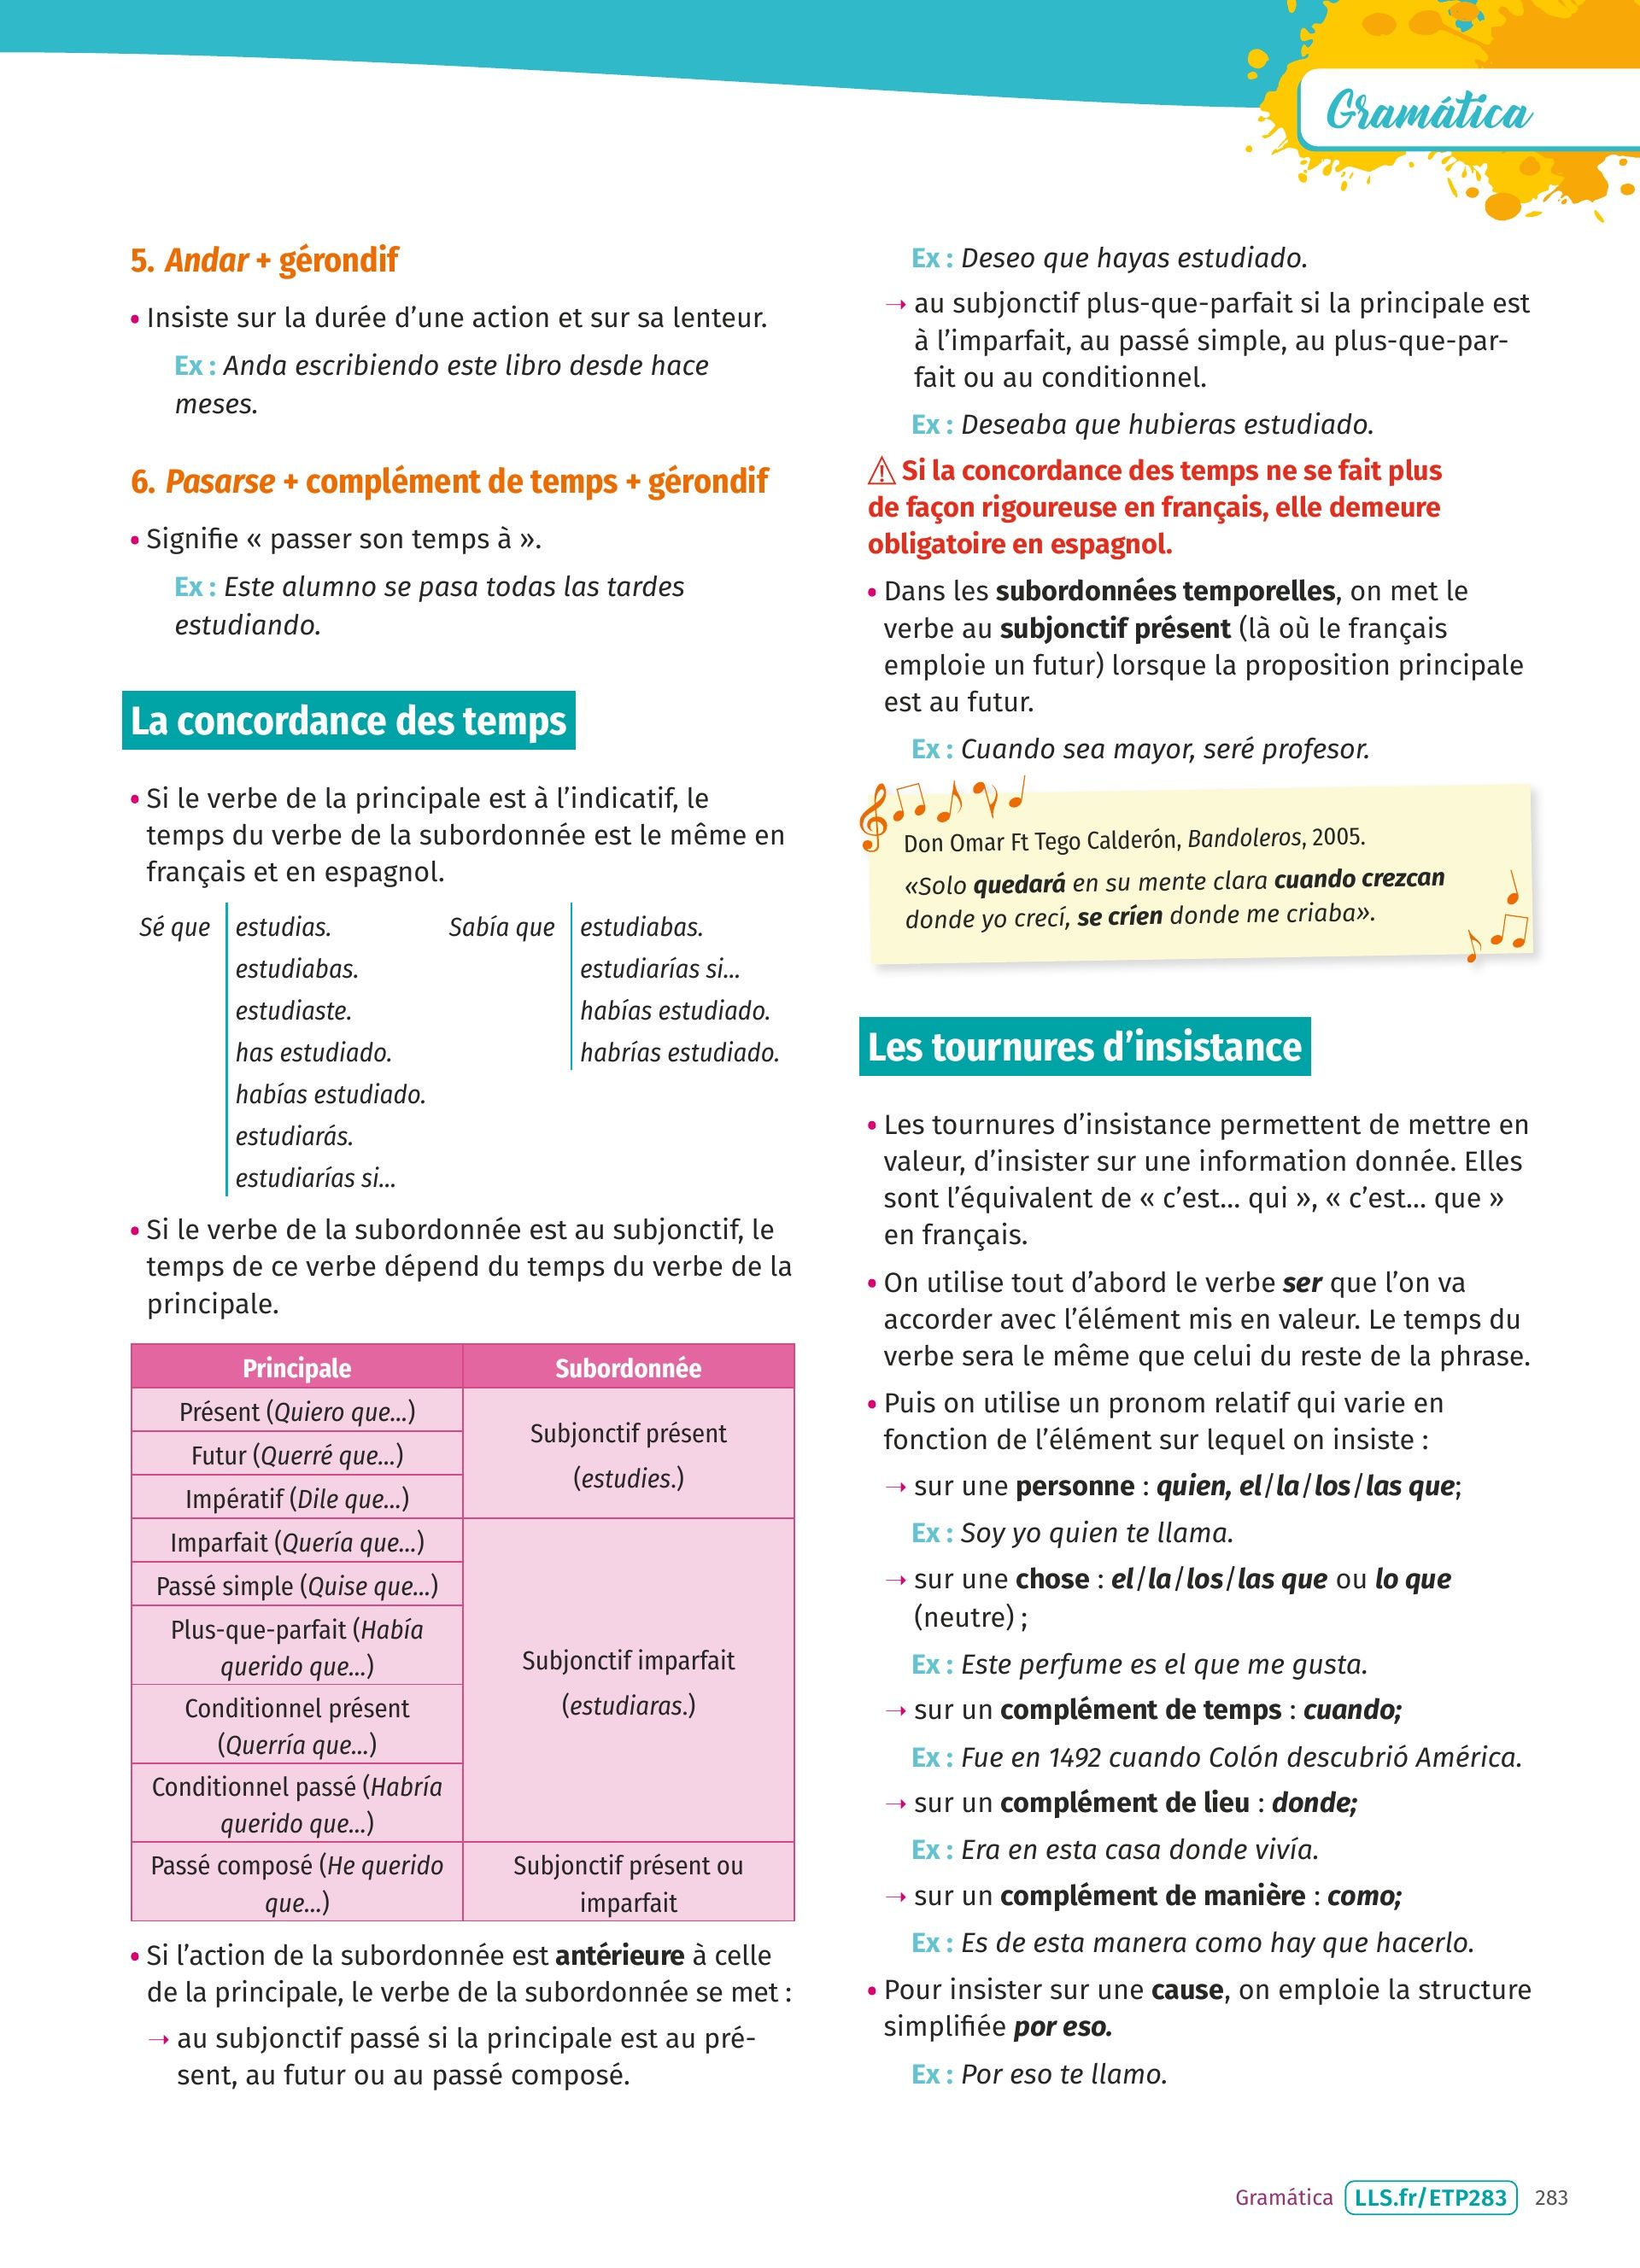 Gramática
5. Andar + gérondif
• Insiste sur la durée d’une action et sur sa lenteur.
Ex : Anda escribiendo este libro desde hace
meses.
6. Pasarse + complément de temps + gérondif
• Signifie « passer son temps à ».
Ex : Este alumno se pasa todas las tardes
estudiando.
La concordance des temps
• Si le verbe de la principale est à l’indicatif, le
temps du verbe de la subordonnée est le même en
français et en espagnol.
Sé que
estudias.
estudiabas.
estudiaste.
has estudiado.
habías estudiado.
estudiarás.
estudiarías si…
Sabía que
estudiabas.
estudiarías si…
habías estudiado.
habrías estudiado.
• Si le verbe de la subordonnée est au subjonctif, le
temps de ce verbe dépend du temps du verbe de la
principale.
Principale
Subordonnée
Présent (Quiero que…)
Futur (Querré que…)
Impératif (Dile que…)
Subjonctif présent
(estudies.)
Imparfait (Quería que…)
Passé simple (Quise que…)
Plus-que-parfait (Había
querido que…)
Conditionnel présent
(Querría que…)
Conditionnel passé (Habría
querido que…)
Subjonctif imparfait
(estudiaras.)
Passé composé (He querido
que…)
Subjonctif présent ou
imparfait
• Si l’action de la subordonnée est antérieure à celle
de la principale, le verbe de la subordonnée se met :
→ au subjonctif passé si la principale est au pré-
sent, au futur ou au passé composé.
Ex : Deseo que hayas estudiado.
→ au subjonctif plus-que-parfait si la principale est
à l’imparfait, au passé simple, au plus-que-par-
fait ou au conditionnel.
Ex : Deseaba que hubieras estudiado.
⚠ Si la concordance des temps ne se fait plus
de façon rigoureuse en français, elle demeure
obligatoire en espagnol.
• Dans les subordonnées temporelles, on met le
verbe au subjonctif présent (là où le français
emploie un futur) lorsque la proposition principale
est au futur.
Ex : Cuando sea mayor, seré profesor.
Don Omar Ft Tego Calderón, Bandoleros, 2005.
«Solo quedará en su mente clara cuando crezcan
donde yo crecí, se críen donde me criaba».
Les tournures d’insistance
• Les tournures d’insistance permettent de mettre en
valeur, d’insister sur une information donnée. Elles
sont l’équivalent de « c’est… qui », « c’est… que »
en français.
• On utilise tout d’abord le verbe ser que l’on va
accorder avec l’élément mis en valeur. Le temps du
verbe sera le même que celui du reste de la phrase.
• Puis on utilise un pronom relatif qui varie en
fonction de l’élément sur lequel on insiste :
→ sur une personne : quien, el/la/los/las que;
Ex : Soy yo quien te llama.
→ sur une chose : el/la/los/las que ou lo que
(neutre) ;
Ex : Este perfume es el que me gusta.
→ sur un complément de temps : cuando;
Ex : Fue en 1492 cuando Colón descubrió América.
→ sur un complément de lieu : donde;
Ex : Era en esta casa donde vivía.
→ sur un complément de manière : como;
Ex : Es de esta manera como hay que hacerlo.
• Pour insister sur une cause, on emploie la structure
simplifiée por eso.
Ex : Por eso te llamo.
Gramática LLS.fr/ETP283 283